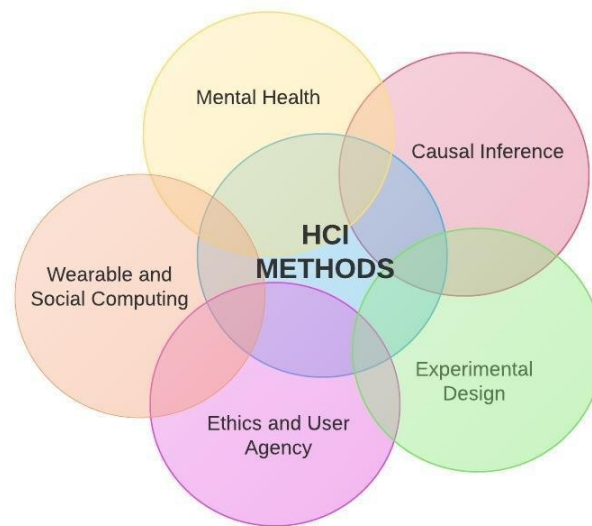 Mental Health
Causal Inference
HCI
METHODS
Wearable and
Social Computing
Experimental
Design
Ethics and User
Agency